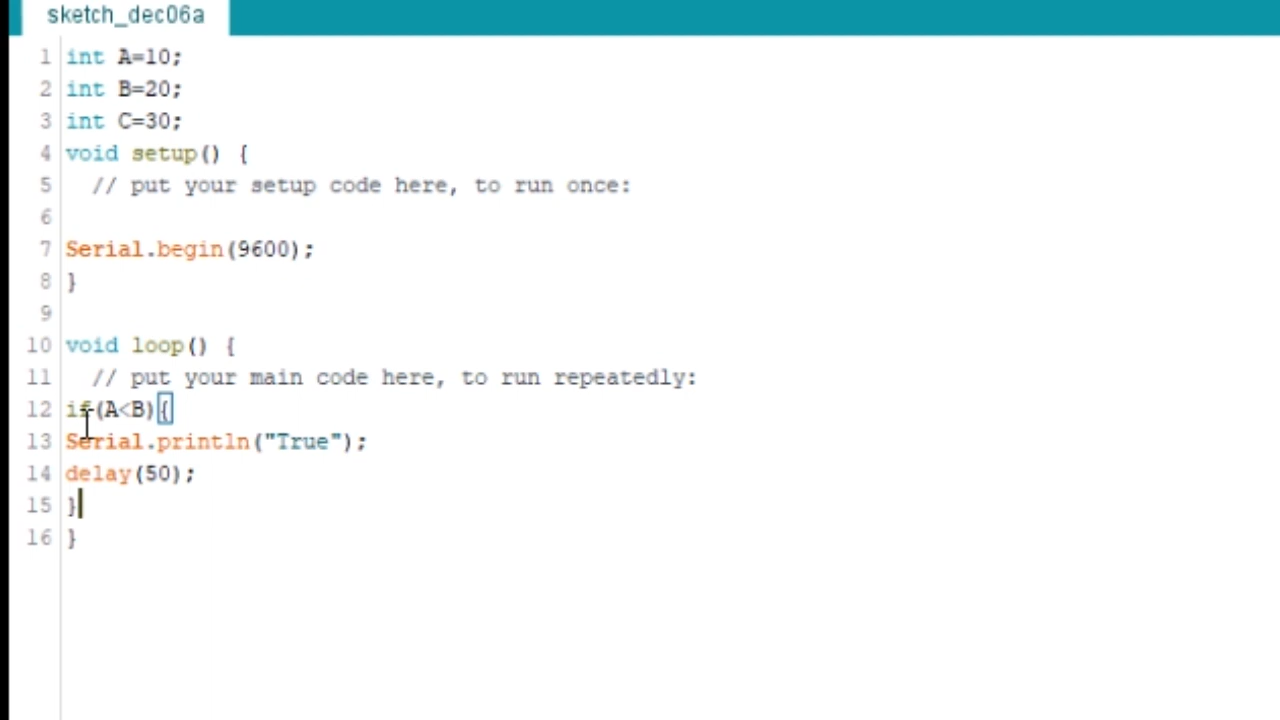 sketch_dec06a
1 int A=10;
2 int B=20;
3 int C=30;
4 void setup() {
5   // put your setup code here, to run once:
6
7 Serial.begin(9600);
8 }
9
10 void loop() {
11   // put your main code here, to run repeatedly:
12 if(A<B){
13 Serial.println("True");
14 delay(50);
15 }
16 }